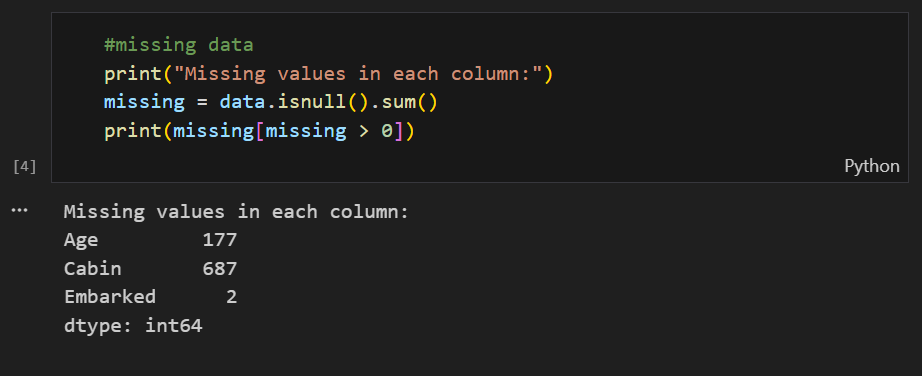 #missing data
print("Missing values in each column:")
missing = data.isnull().sum()
print(missing[missing > 0])
[4]
Python
...
Missing values in each column:
Age 177
Cabin 687
Embarked 2
dtype: int64